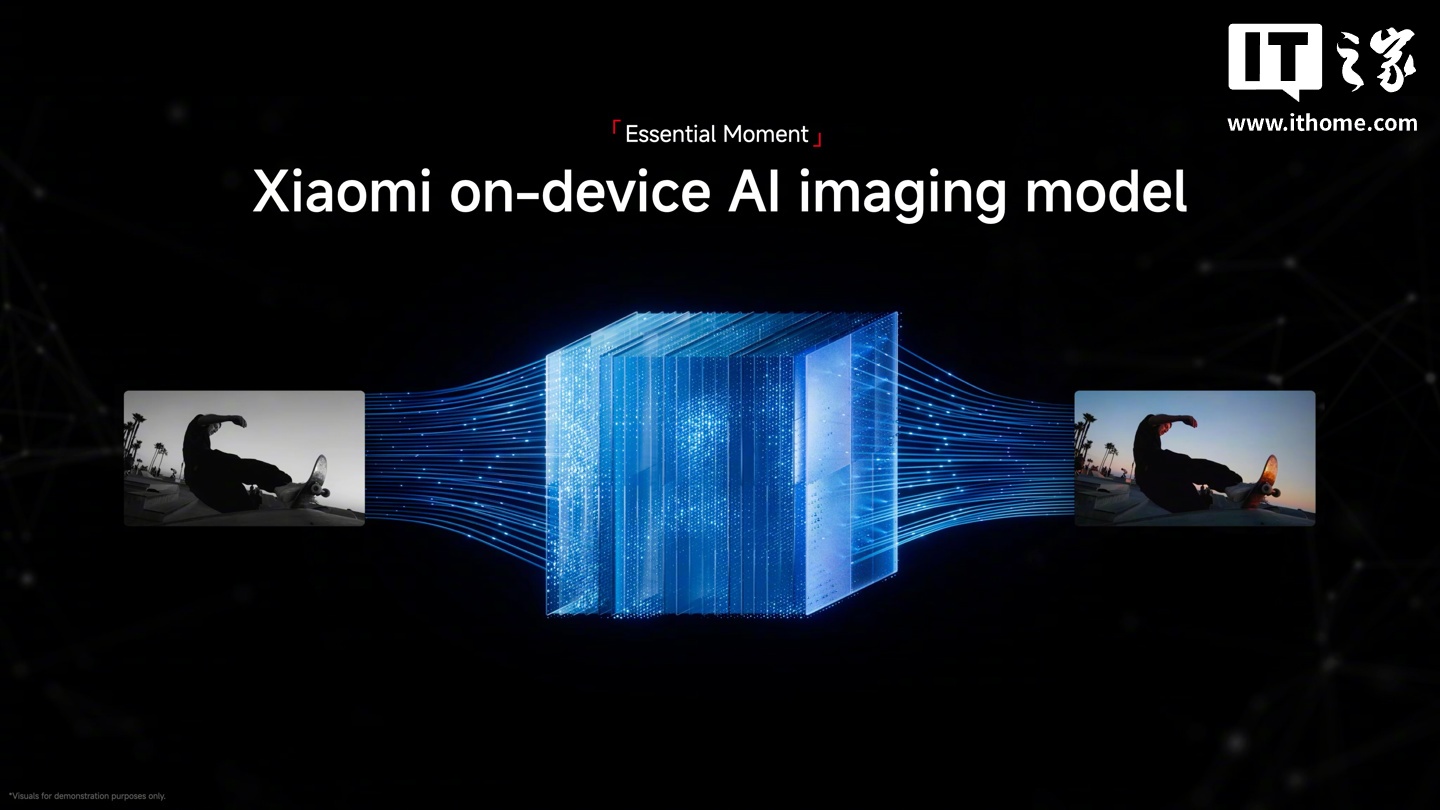 IT之家
www.ithome.com
「Essential Moment」
Xiaomi on-device AI imaging model
*Visuals for demonstration purposes only.